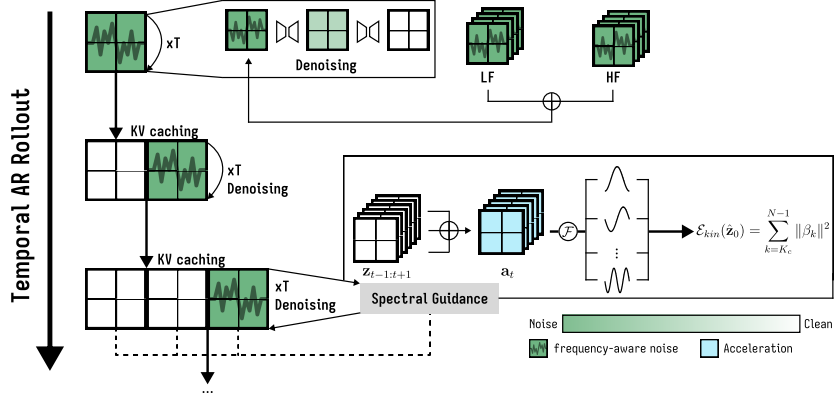 xT
Denoising
LF
HF
Temporal AR Rollout
KV caching
xT
Denoising
KV caching
xT
Denoising
z_{t-1:t+1}
a_t
F
⋮
ℰ_{kin}(ẑ_0) = \sum_{k=K_c}^{N-1} ‖β_k‖^2
Spectral Guidance
Noise
Clean
frequency-aware noise
Acceleration
...